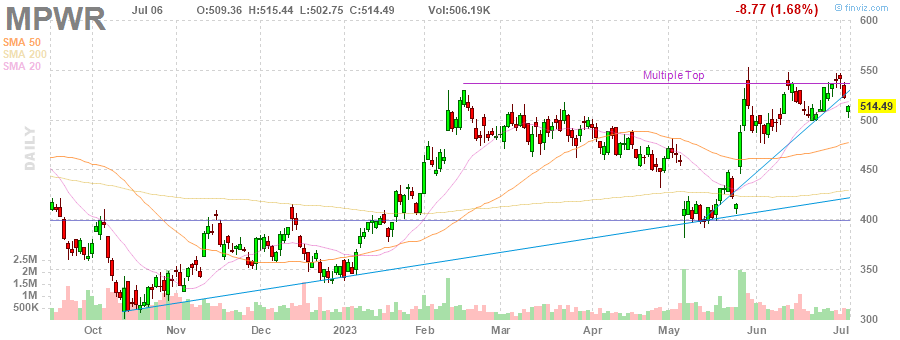 MPWR Jul 06 O:509.36 H:515.44 L:502.75 C:514.49 Vol:506.19K -8.77 (1.68%) © finviz.com
600
SMA 50
SMA 200
SMA 20
Multiple Top
550
514.49
500
DAILY
450
400
2.5M
2M
1.5M
1M
500K
350
300
Oct Nov Dec 2023 Feb Mar Apr May Jun Jul